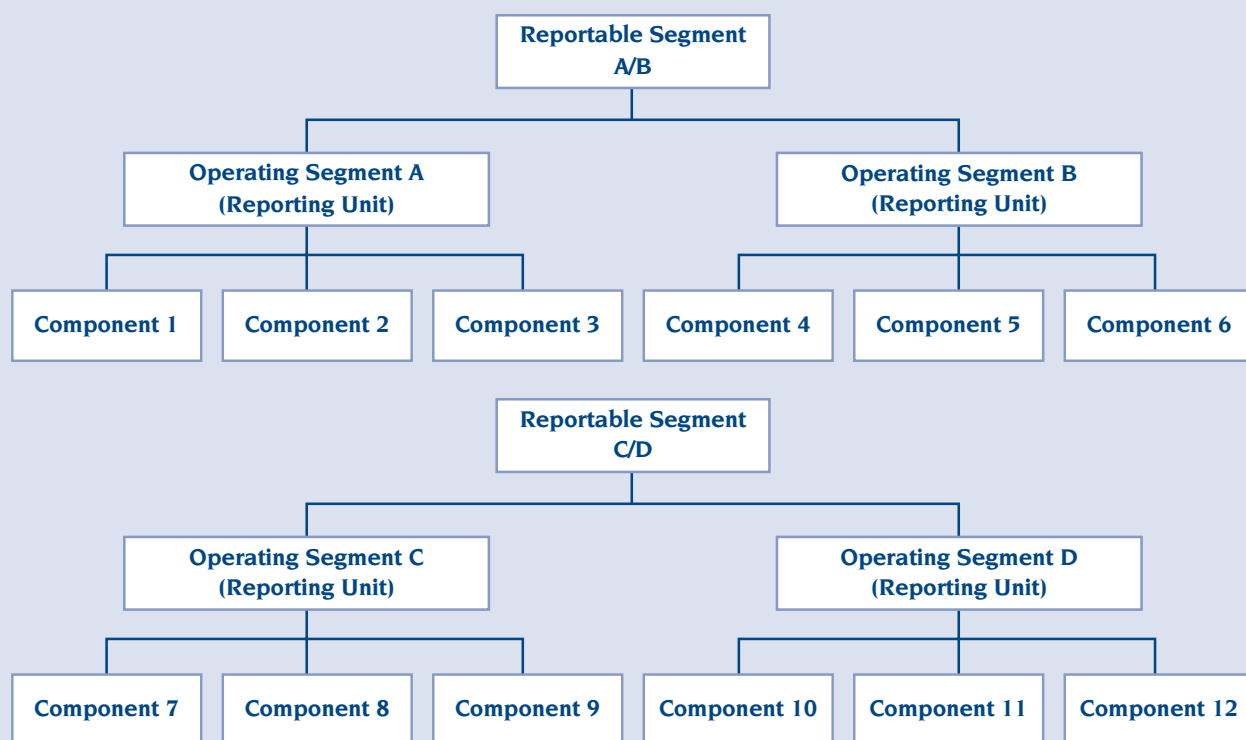 Reportable Segment
A/B
Operating Segment A
(Reporting Unit)
Operating Segment B
(Reporting Unit)
Component 1
Component 2
Component 3
Component 4
Component 5
Component 6
Reportable Segment
C/D
Operating Segment C
(Reporting Unit)
Operating Segment D
(Reporting Unit)
Component 7
Component 8
Component 9
Component 10
Component 11
Component 12